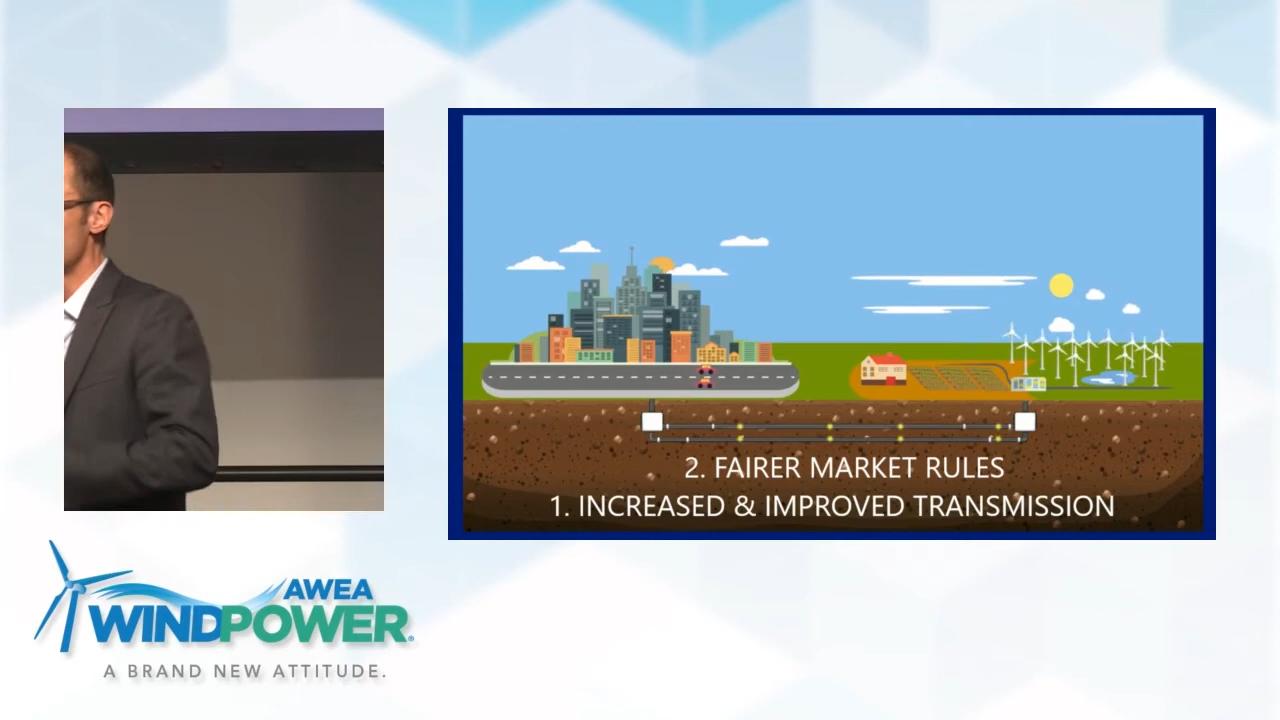 2. FAIRER MARKET RULES
1. INCREASED & IMPROVED TRANSMISSION
AWEA
WINDPOWER®
A BRAND NEW ATTITUDE.